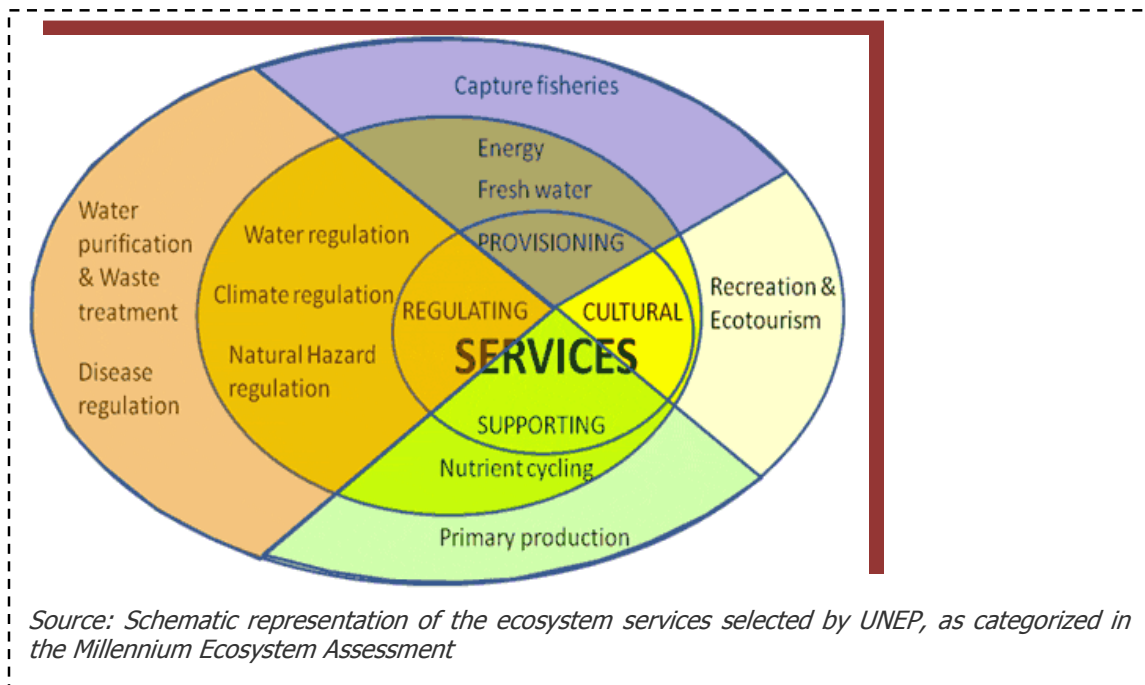 Capture fisheries
Energy
Fresh water
PROVISIONING
Water
purification
& Waste
treatment
Disease
regulation
Water regulation
Climate regulation
Natural Hazard
regulation
REGULATING
CULTURAL
Recreation &
Ecotourism
SERVICES
SUPPORTING
Nutrient cycling
Primary production
Source: Schematic representation of the ecosystem services selected by UNEP, as categorized in
the Millennium Ecosystem Assessment